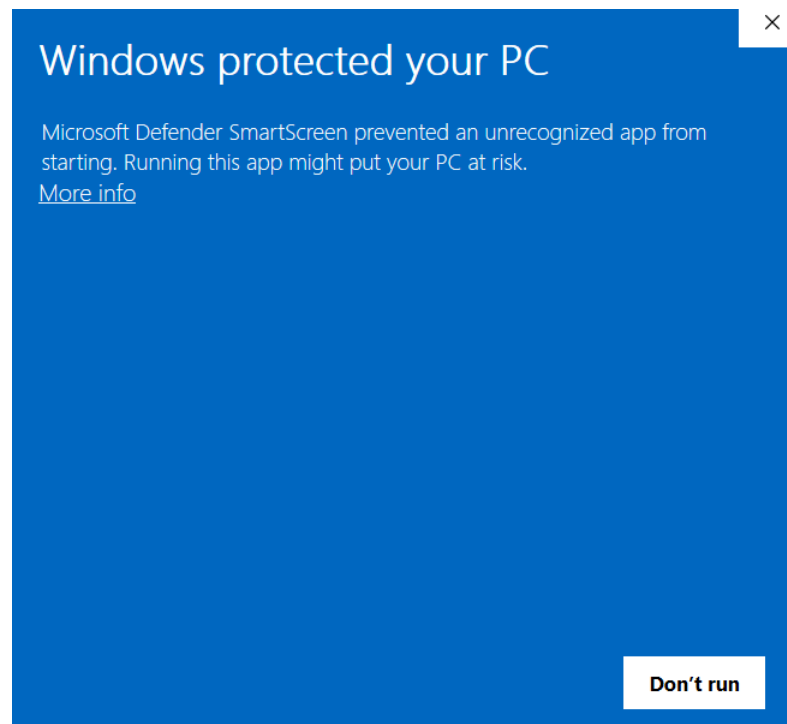 Windows protected your PC
Microsoft Defender SmartScreen prevented an unrecognized app from
starting. Running this app might put your PC at risk.
More info
Don’t run